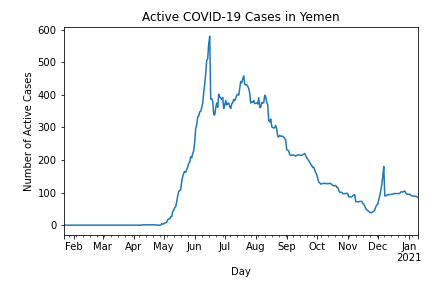 Active COVID-19 Cases in Yemen
Number of Active Cases
600
500
400
300
200
100
0
Feb Mar Apr May Jun Jul Aug Sep Oct Nov Dec Jan
2021
Day